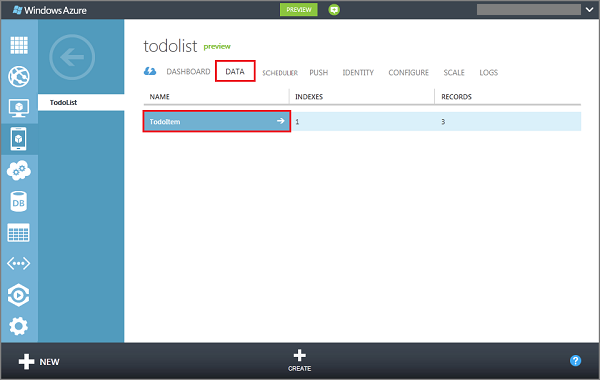 Windows Azure
PREVIEW
todolist preview
DASHBOARD DATA SCHEDULER PUSH IDENTITY CONFIGURE SCALE LOGS
TodoList
NAME INDEXES RECORDS
TodoItem 1 3
DB
NEW
CREATE
?